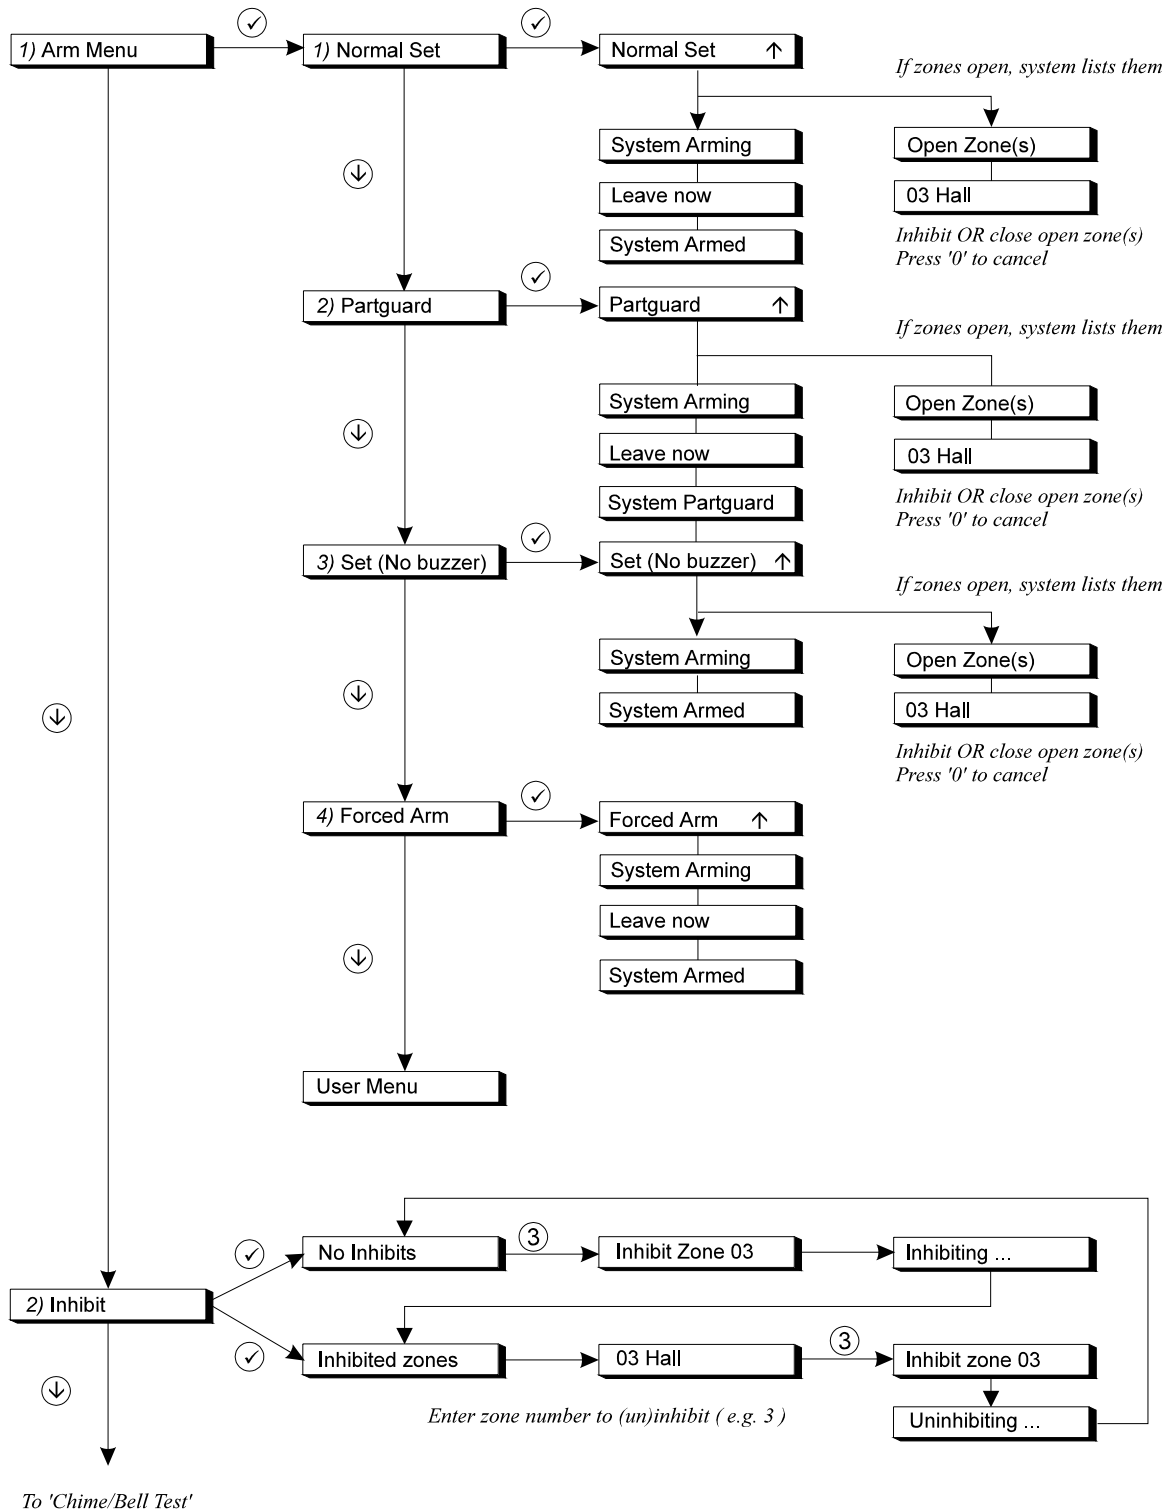 1) Arm Menu
1) Normal Set
Normal Set ↑
If zones open, system lists them
System Arming
Open Zone(s)
Leave now
03 Hall
System Armed
Inhibit OR close open zone(s)
Press '0' to cancel
2) Partguard
Partguard ↑
If zones open, system lists them
System Arming
Open Zone(s)
Leave now
03 Hall
System Partguard
Inhibit OR close open zone(s)
Press '0' to cancel
3) Set (No buzzer)
Set (No buzzer) ↑
If zones open, system lists them
System Arming
Open Zone(s)
System Armed
03 Hall
Inhibit OR close open zone(s)
Press '0' to cancel
4) Forced Arm
Forced Arm ↑
System Arming
Leave now
System Armed
User Menu
No Inhibits
3
Inhibit Zone 03
Inhibiting ...
2) Inhibit
Inhibited zones
03 Hall
3
Inhibit zone 03
Enter zone number to (un)inhibit ( e.g. 3 )
Uninhibiting ...
To 'Chime/Bell Test'